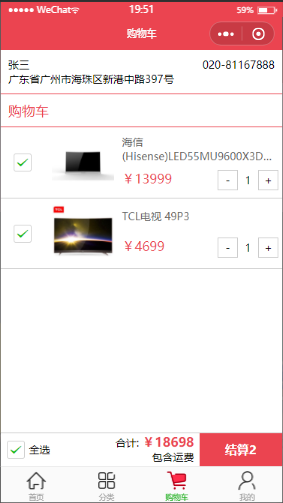 WeChat 19:51 59%
购物车
张三 020-81167888
广东省广州市海珠区新港中路397号
购物车
海信
(Hisense)LED55MU9600X3D...
￥13999 - 1 +
TCL电视 49P3
￥4699 - 1 +
全选 合计: ￥18698 结算2
包含运费
首页 分类 购物车 我的